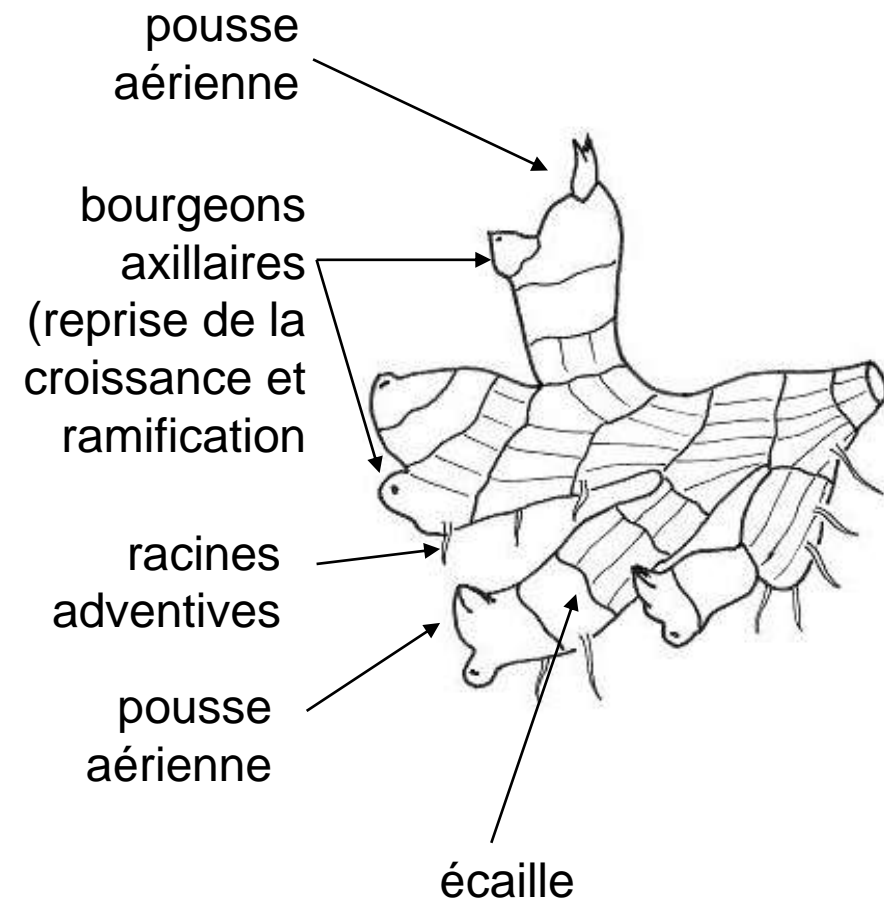 pousse
aérienne
bourgeons
axillaires
(reprise de la
croissance et
ramification
racines
adventives
pousse
aérienne
écaille